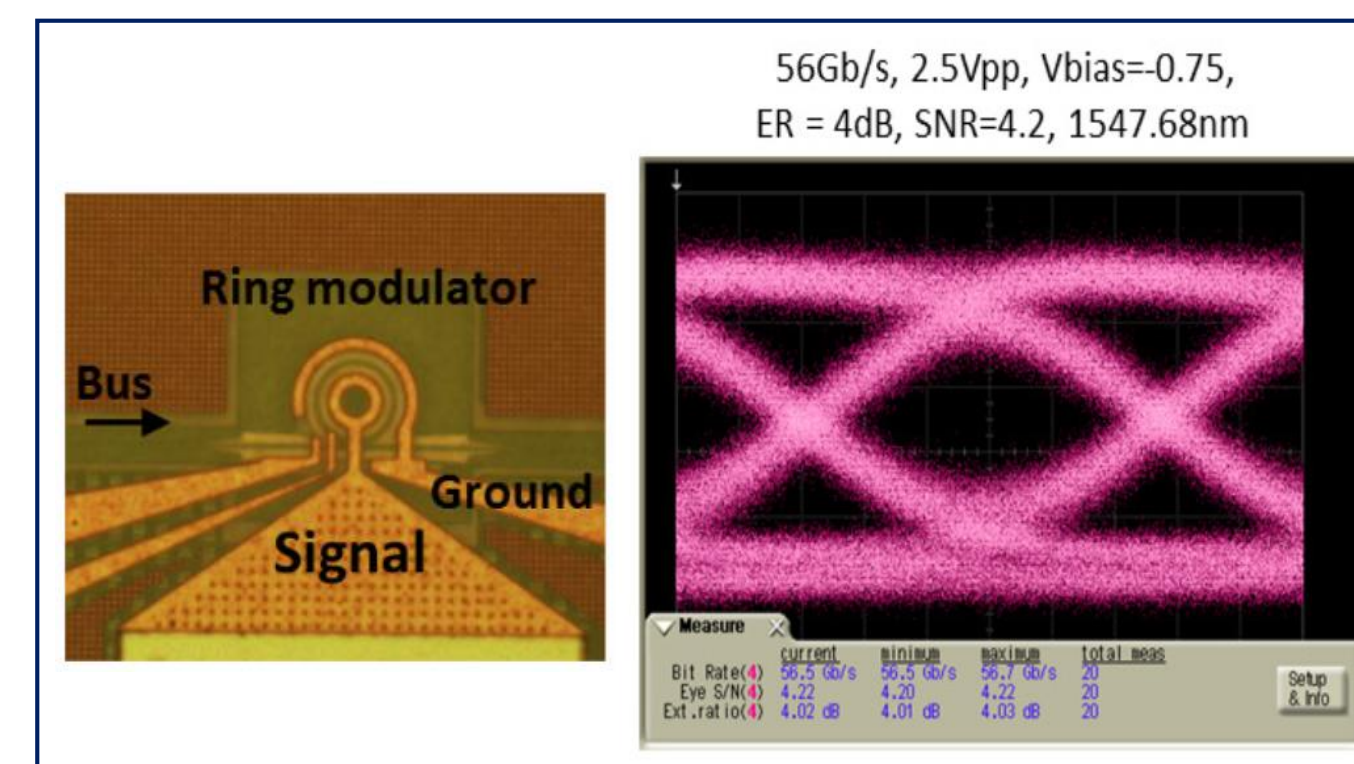 56Gb/s, 2.5Vpp, Vbias=-0.75,
ER = 4dB, SNR=4.2, 1547.68nm
Ring modulator
Bus
Ground
Signal
Measure
current minimum maximum total meas
Bit Rate(4) 56.5 Gb/s 56.5 Gb/s 56.7 Gb/s 20
Eye S/N(4) 4.22 4.20 4.22 20
Ext.ratio(4) 4.02 dB 4.01 dB 4.03 dB 20
Setup
& Info